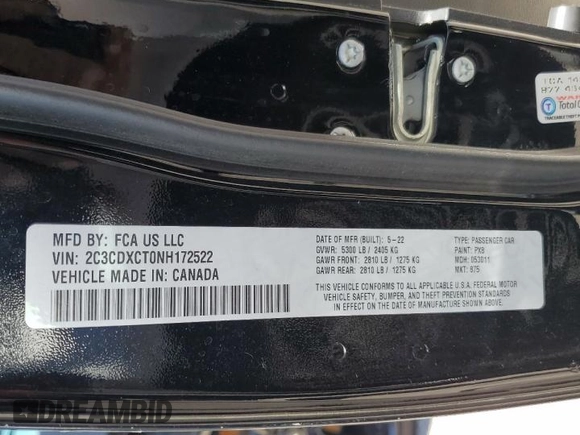 MFD BY: FCA US LLC
VIN: 2C3CDXCT0NH172522
VEHICLE MADE IN: CANADA
DATE OF MFR (BUILT): 5-22
GVWR: 5300 LB / 2405 KG
GAWR FRONT: 2810 LB / 1275 KG
GAWR REAR: 2810 LB / 1275 KG
TYPE: PASSENGER CAR
PAINT: PX8
MDH: 053011
MKT: 875
THIS VEHICLE CONFORMS TO ALL APPLICABLE U.S.A. FEDERAL MOTOR
VEHICLE SAFETY, BUMPER, AND THEFT PREVENTION STANDARDS
IN EFFECT ON THE DATE OF MANUFACTURE SHOWN ABOVE.
DREAMBID